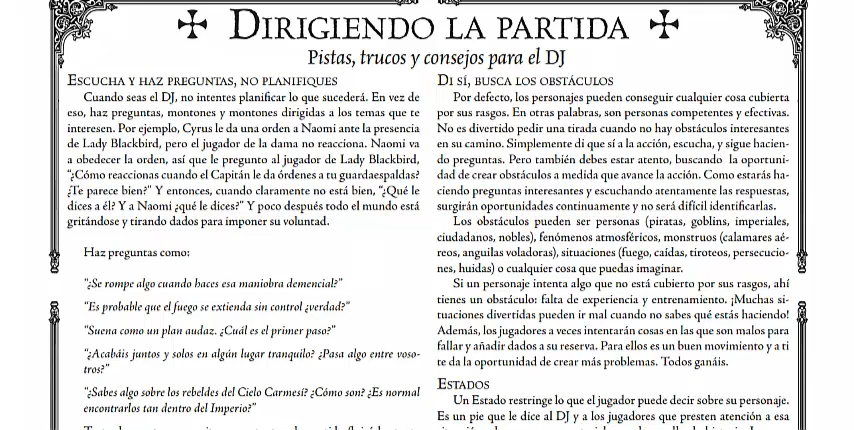 DIRIGIENDO LA PARTIDA
Pistas, trucos y consejos para el DJ
ESCUCHA Y HAZ PREGUNTAS, NO PLANIFIQUES
Cuando seas el DJ, no intentes planificar lo que sucederá. En vez de
eso, haz preguntas, montones y montones dirigidas a los temas que te
interesen. Por ejemplo, Cyrus le da una orden a Naomi ante la presencia
de Lady Blackbird, pero el jugador de la dama no reacciona. Naomi va
a obedecer la orden, así que le pregunto al jugador de Lady Blackbird,
“¿Cómo reaccionas cuando el Capitán le da órdenes a tu guardaespaldas?
¿Te parece bien?” Y entonces, cuando claramente no está bien, “¿Qué le
dices a él? Y a Naomi ¿qué le dices?” Y poco después todo el mundo está
gritándose y tirando dados para imponer su voluntad.
Haz preguntas como:
“¿Se rompe algo cuando haces esa maniobra demencial?”
“Es probable que el fuego se extienda sin control ¿verdad?”
“Suena como un plan audaz. ¿Cuál es el primer paso?”
“¿Acabáis juntos y solos en algún lugar tranquilo? ¿Pasa algo entre voso-
tros?”
“¿Sabes algo sobre los rebeldes del Cielo Carmesí? ¿Cómo son? ¿Es normal
encontrarlos tan dentro del Imperio?”
DI SÍ, BUSCA LOS OBSTÁCULOS
Por defecto, los personajes pueden conseguir cualquier cosa cubierta
por sus rasgos. En otras palabras, son personas competentes y efectivas.
No es divertido pedir una tirada cuando no hay obstáculos interesantes
en su camino. Simplemente di que sí a la acción, escucha, y sigue hacien-
do preguntas. Pero también debes estar atento, buscando la oportuni-
dad de crear obstáculos a medida que avance la acción. Como estarás ha-
ciendo preguntas interesantes y escuchando atentamente las respuestas,
surgirán oportunidades continuamente y no será difícil identificarlas.
Los obstáculos pueden ser personas (piratas, goblins, imperiales,
ciudadanos, nobles), fenómenos atmosféricos, monstruos (calamares aé-
reos, anguilas voladoras), situaciones (fuego, caídas, tiroteos, persecucio-
nes, huidas) o cualquier cosa que puedas imaginar.
Si un personaje intenta algo que no está cubierto por sus rasgos, ahí
tienes un obstáculo: falta de experiencia y entrenamiento. ¡Muchas si-
tuaciones divertidas pueden ir mal cuando no sabes qué estás haciendo!
Además, los jugadores a veces intentarán cosas en las que son malos para
fallar y añadir dados a su reserva. Para ellos es un buen movimiento y a ti
te da la oportunidad de crear más problemas. Todos ganáis.
ESTADOS
Un Estado restringe lo que el jugador puede decir sobre su personaje.
Es un pie que le dice al DJ y a los jugadores que presten atención a esa